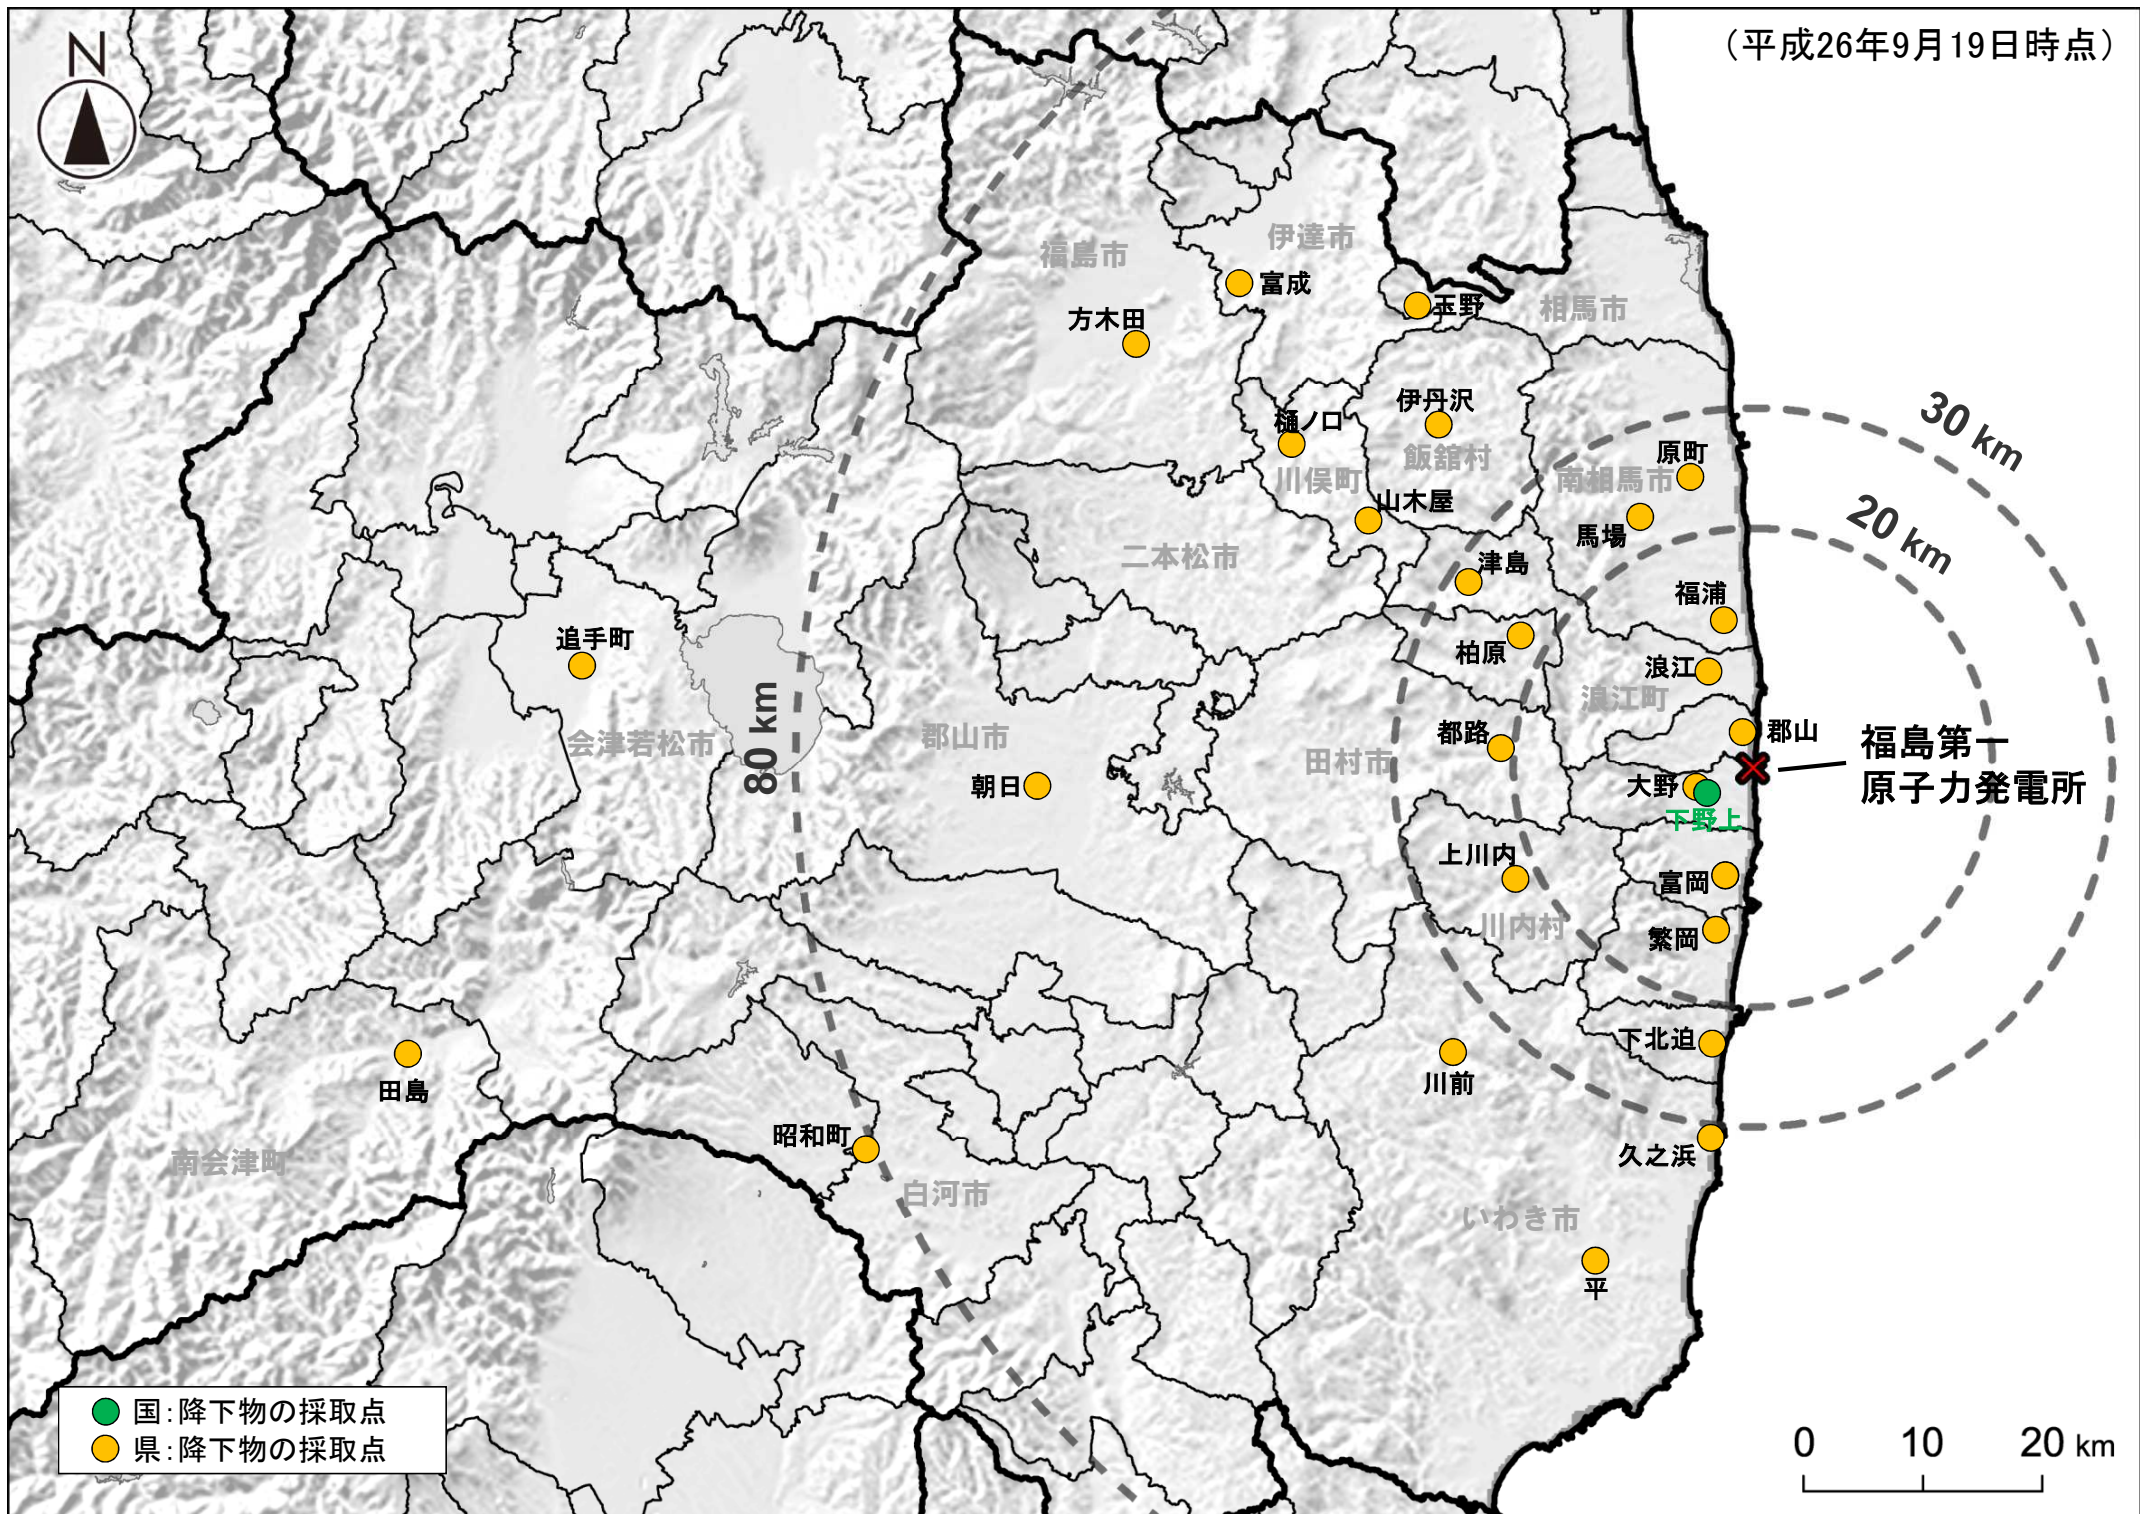 (平成26年9月19日時点)
N
伊達市
福島市
富成
玉野
相馬市
方木田
30 km
伊丹沢
樋ノ口
原町
飯舘村
川俣町
南相馬市
山木屋
20 km
馬場
二本松市
津島
福浦
追手町
柏原
浪江
浪江町
80 km
会津若松市
郡山市
都路
郡山
田村市
福島第一
原子力発電所
朝日
大野
下野上
上川内
富岡
川内村
繁岡
下北迫
川前
田島
昭和町
久之浜
南会津町
白河市
いわき市
平
国:降下物の採取点
県:降下物の採取点
0 10 20 km